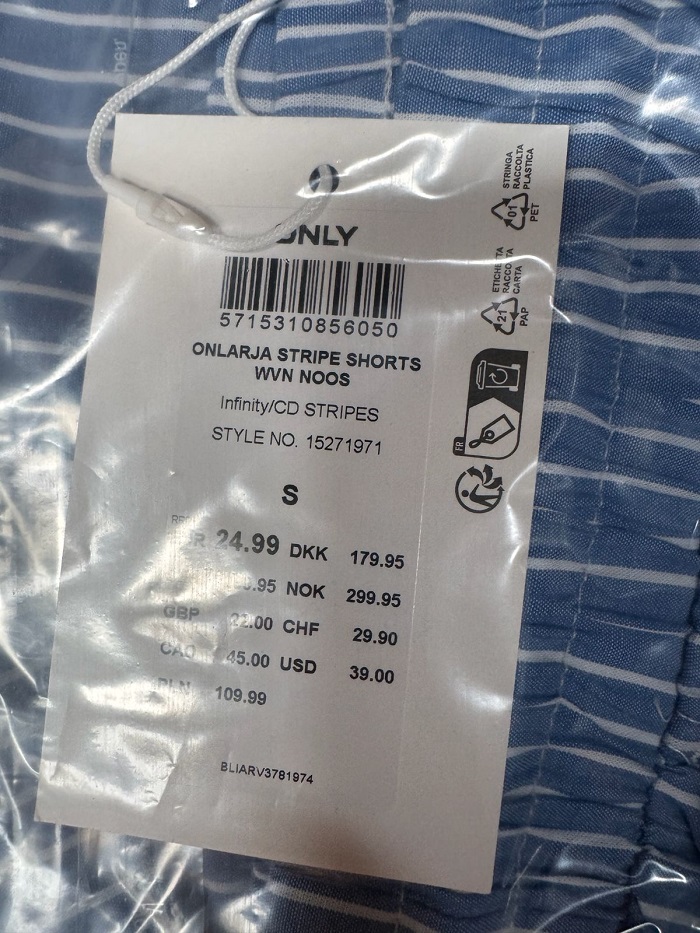 ONLY
5715310856050
ONLARJA STRIPE SHORTS
WVN NOOS
Infinity/CD STRIPES
STYLE NO. 15271971
S
24.99 DKK 179.95
.95 NOK 299.95
GBP 22.00 CHF 29.90
CAD 45.00 USD 39.00
PLN 109.99
BLIARV3781974
STRINGA
RACCOLTA
PLASTICA
01
PET
ETICHETTA
RACCOLTA
CARTA
21
PAP
FR